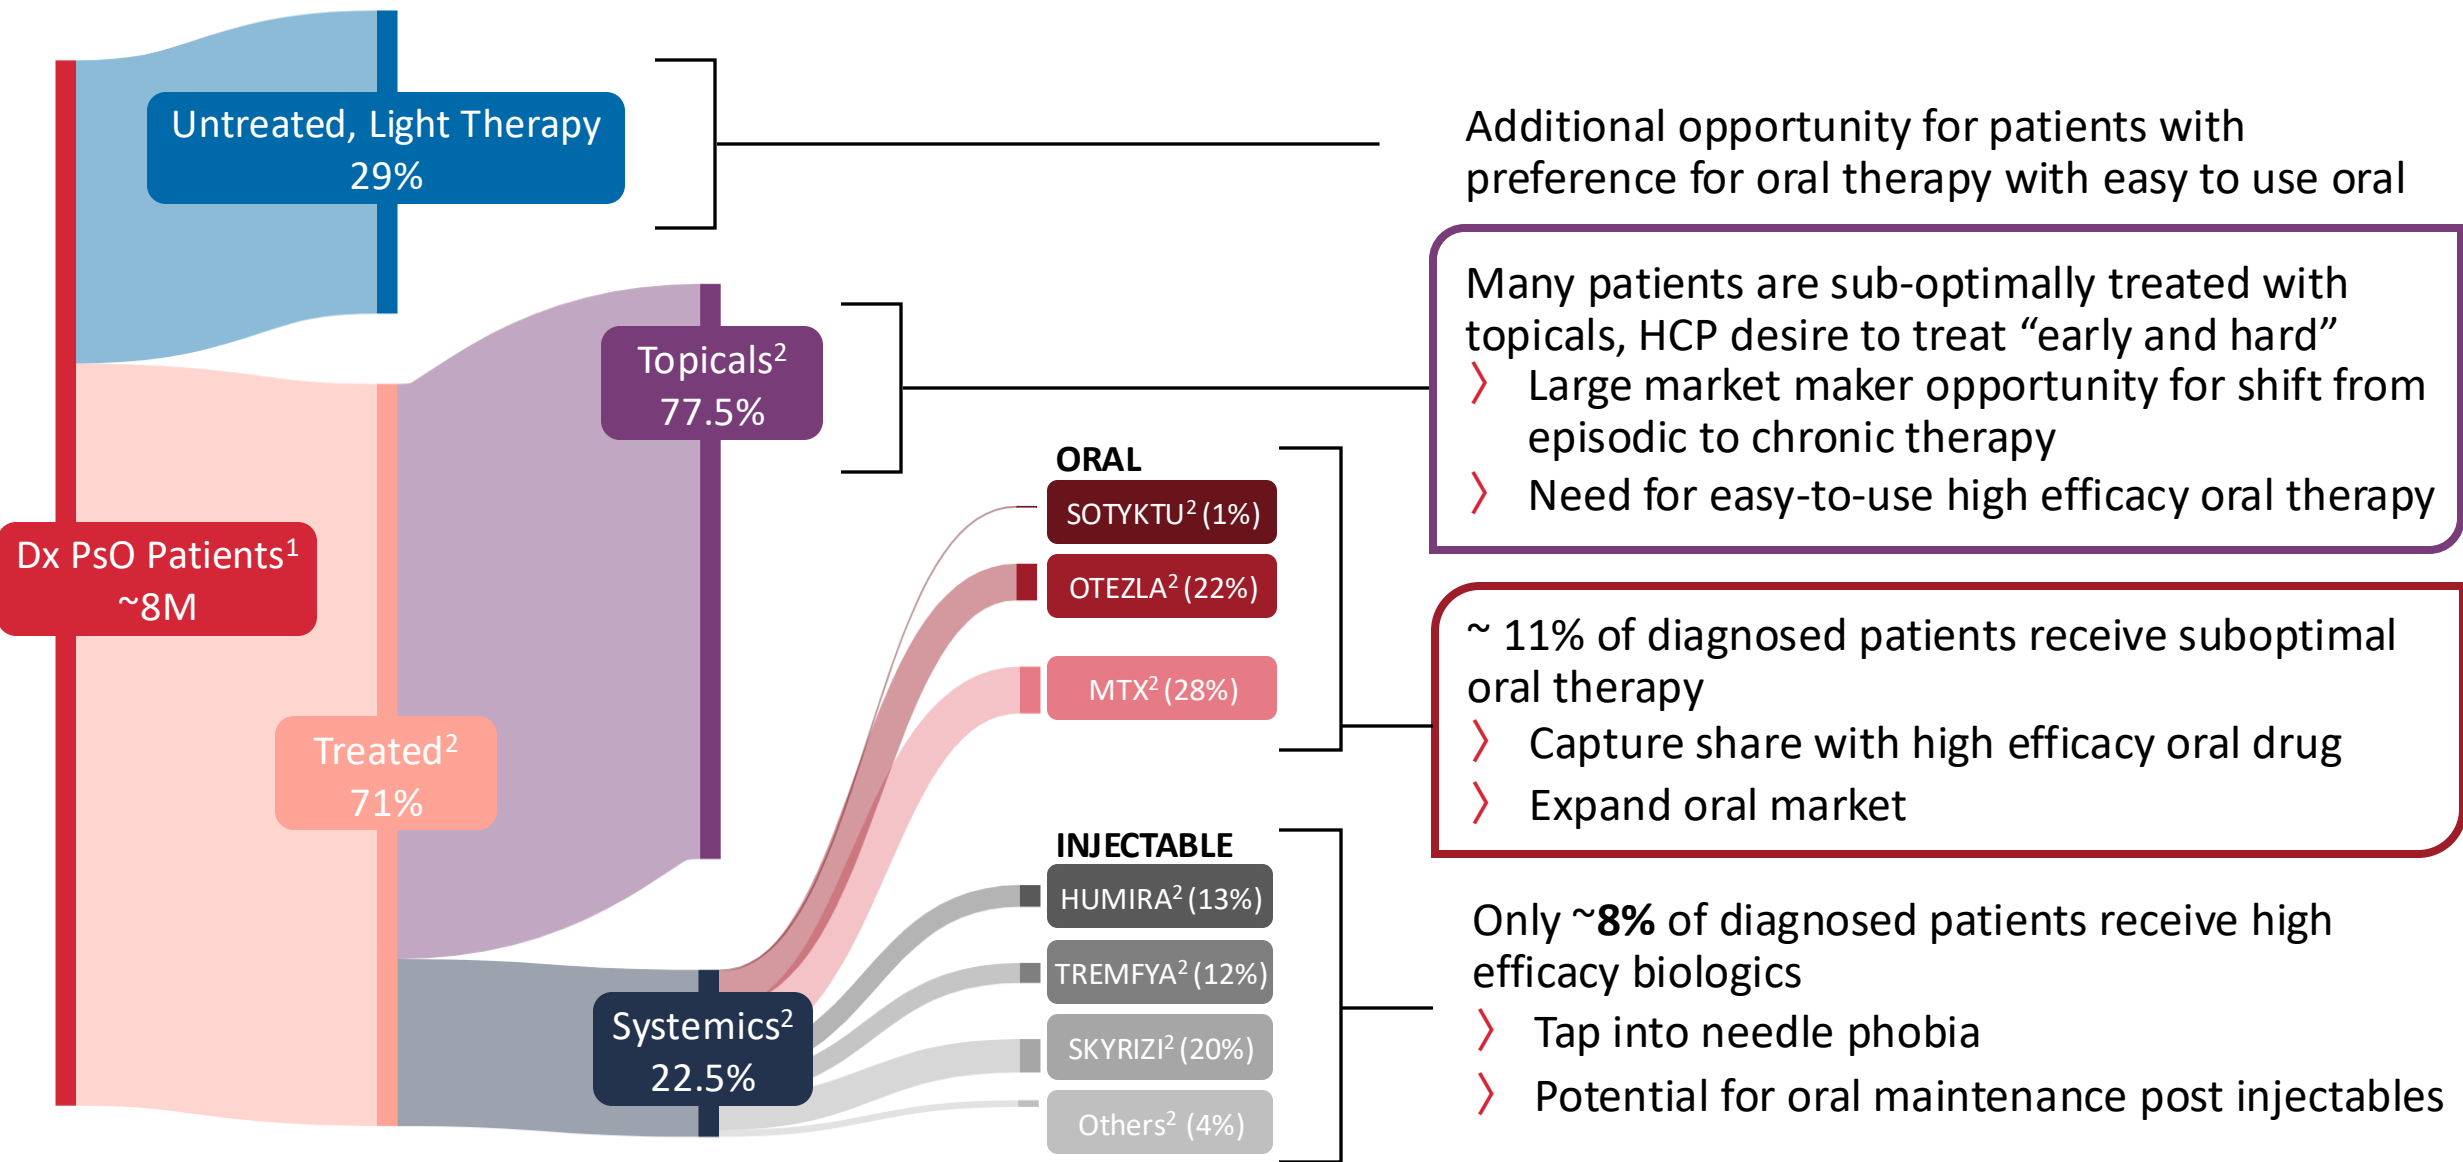 Untreated, Light Therapy
29%
Dx PsO Patients¹
~8M
Treated²
71%
Topicals²
77.5%
Systemics²
22.5%
ORAL
SOTYKTU² (1%)
OTEZLA² (22%)
MTX² (28%)
INJECTABLE
HUMIRA² (13%)
TREMFYA² (12%)
SKYRIZI² (20%)
Others² (4%)
Additional opportunity for patients with
preference for oral therapy with easy to use oral
Many patients are sub-optimally treated with
topicals, HCP desire to treat “early and hard”
〉 Large market maker opportunity for shift from
episodic to chronic therapy
〉 Need for easy-to-use high efficacy oral therapy
~ 11% of diagnosed patients receive suboptimal
oral therapy
〉 Capture share with high efficacy oral drug
〉 Expand oral market
Only ~8% of diagnosed patients receive high
efficacy biologics
〉 Tap into needle phobia
〉 Potential for oral maintenance post injectables